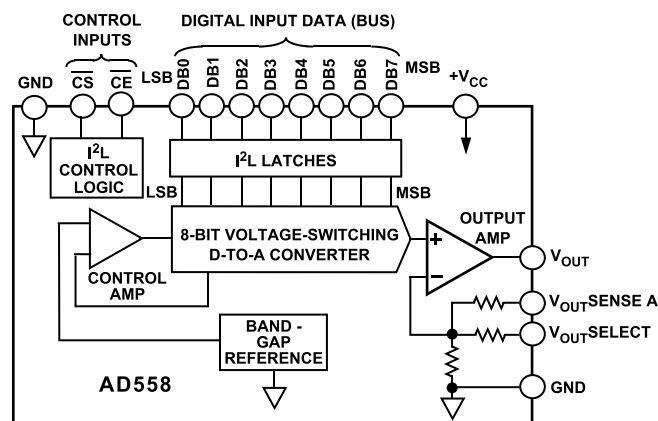 CONTROL INPUTS
DIGITAL INPUT DATA (BUS)
GND
CS
CE
LSB
DB0
DB1
DB2
DB3
DB4
DB5
DB6
DB7
MSB
+VCC
I2L CONTROL LOGIC
I2L LATCHES
LSB
MSB
8-BIT VOLTAGE-SWITCHING
D-TO-A CONVERTER
CONTROL AMP
OUTPUT AMP
VOUT
VOUTSENSE A
VOUTSELECT
BAND -
GAP
REFERENCE
GND
AD558